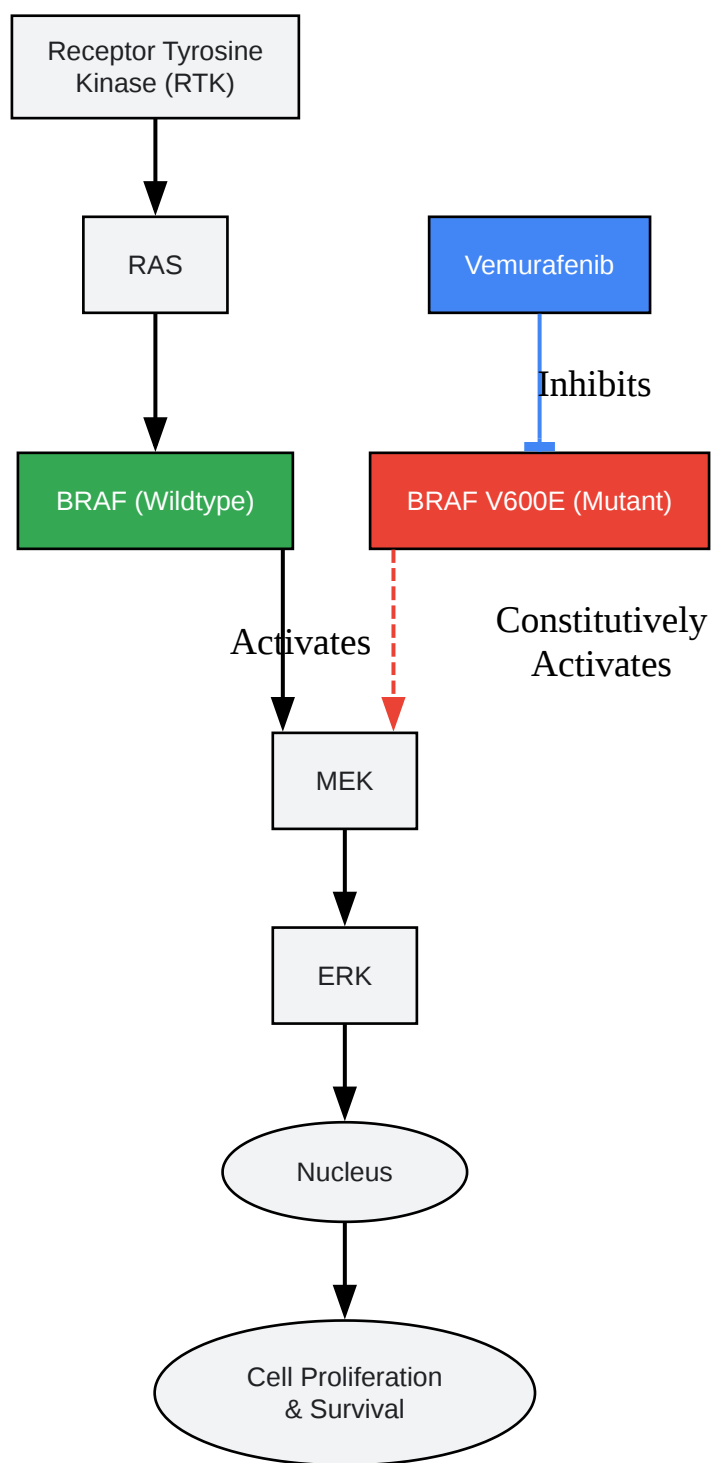 Receptor Tyrosine
Kinase (RTK)
RAS
Vemurafenib
Inhibits
BRAF (Wildtype)
BRAF V600E (Mutant)
Activates
Constitutively
Activates
MEK
ERK
Nucleus
Cell Proliferation
& Survival